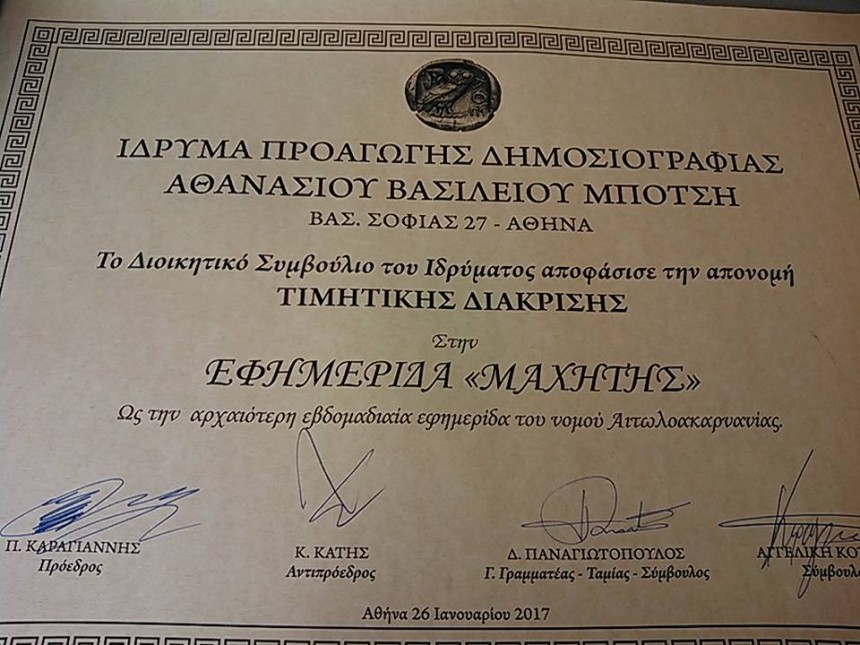 ΙΔΡΥΜΑ ΠΡΟΑΓΩΓΗΣ ΔΗΜΟΣΙΟΓΡΑΦΙΑΣ
ΑΘΑΝΑΣΙΟΥ ΒΑΣΙΛΕΙΟΥ ΜΠΟΤΣΗ
ΒΑΣ. ΣΟΦΙΑΣ 27 - ΑΘΗΝΑ
Το Διοικητικό Συμβούλιο του Ιδρύματος αποφάσισε την απονομή
ΤΙΜΗΤΙΚΗΣ ΔΙΑΚΡΙΣΗΣ
Στην
ΕΦΗΜΕΡΙΔΑ «ΜΑΧΗΤΗΣ»
Ως την αρχαιότερη εβδομαδιαία εφημερίδα του νομού Αιτωλοακαρνανίας.
Π. ΚΑΡΑΓΙΑΝΝΗΣ Κ. ΚΑΤΗΣ Δ. ΠΑΝΑΓΙΩΤΟΠΟΥΛΟΣ ΑΓΓΕΛΙΚΗ
Πρόεδρος Αντιπρόεδρος Γ. Γραμματέας - Ταμίας - Σύμβουλος Σύμβουλο
Αθήνα 26 Ιανουαρίου 2017